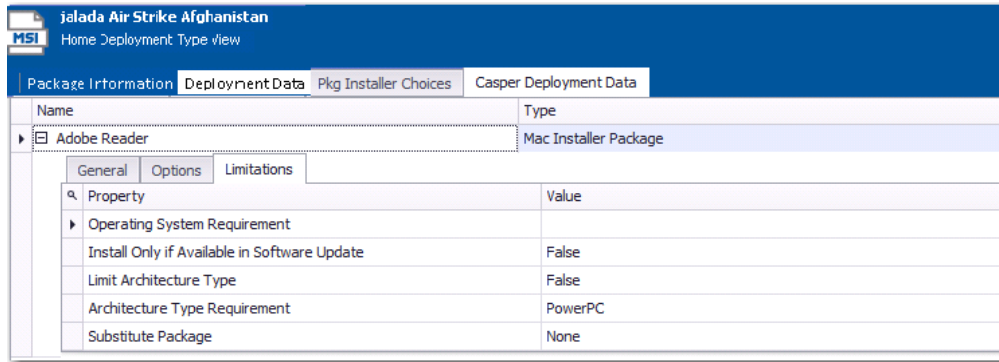 jalada Air Strike Afghanistan
MSI
Home Deployment Type View
Package Information Deployment Data Pkg Installer Choices Casper Deployment Data
Name Type
Adobe Reader Mac Installer Package
General Options Limitations
Property Value
Operating System Requirement
Install Only if Available in Software Update False
Limit Architecture Type False
Architecture Type Requirement PowerPC
Substitute Package None